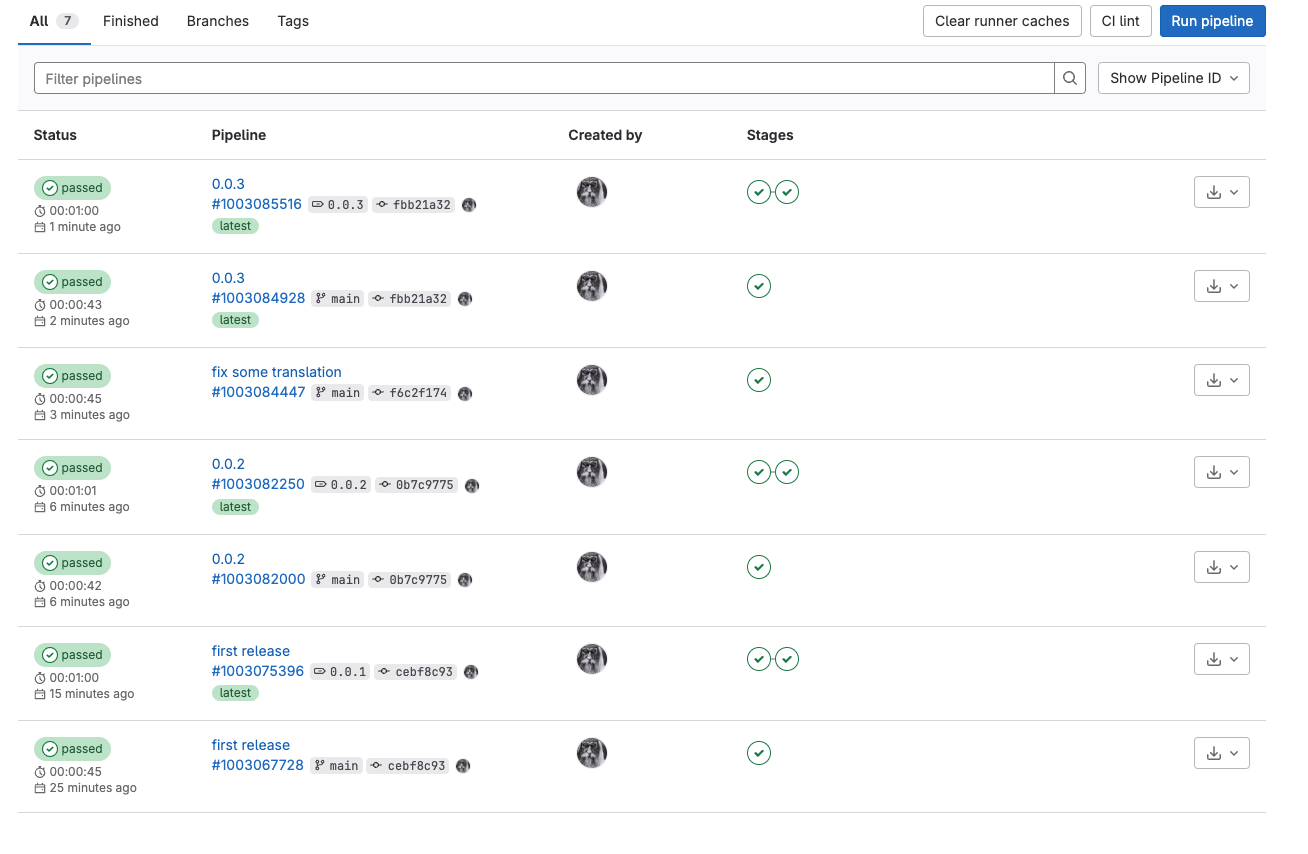 All 7 Finished Branches Tags Clear runner caches CI lint Run pipeline
Filter pipelines Show Pipeline ID
Status Pipeline Created by Stages
passed 0.0.3
00:01:00 #1003085516 0.0.3 fbb21a32
1 minute ago latest
passed 0.0.3
00:00:43 #1003084928 main fbb21a32
2 minutes ago latest
passed fix some translation
00:00:45 #1003084447 main f6c2f174
3 minutes ago
passed 0.0.2
00:01:01 #1003082250 0.0.2 0b7c9775
6 minutes ago latest
passed 0.0.2
00:00:42 #1003082000 main 0b7c9775
6 minutes ago
passed first release
00:01:00 #1003075396 0.0.1 cebf8c93
15 minutes ago latest
passed first release
00:00:45 #1003067728 main cebf8c93
25 minutes ago